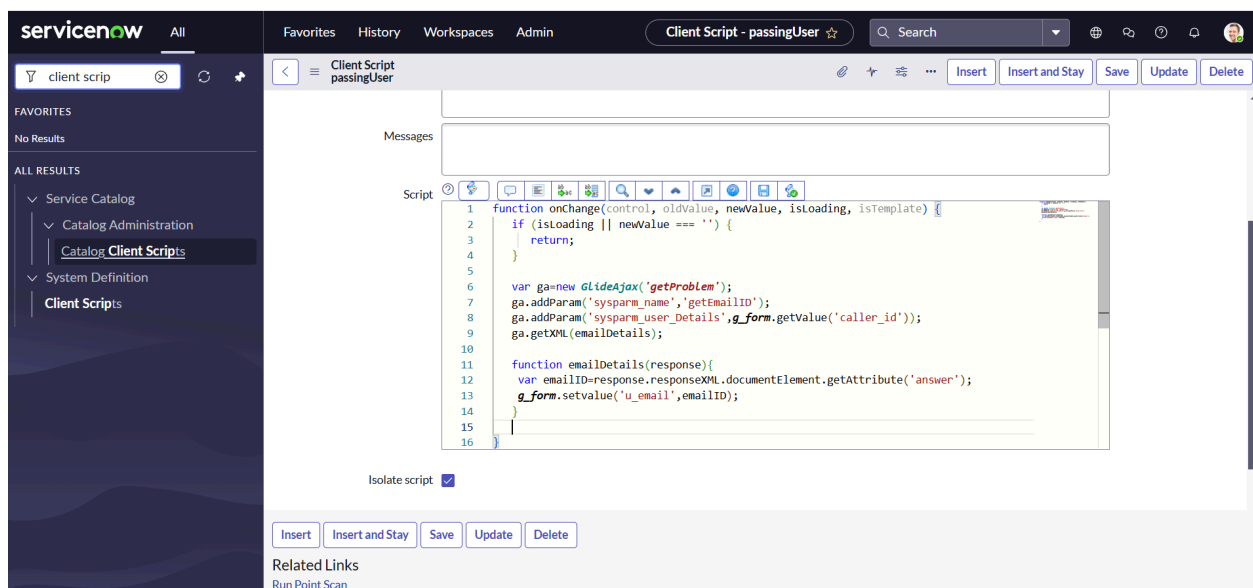 servicenow All Favorites History Workspaces Admin Client Script - passingUser Search
client scrip
Client Script
passingUser
Insert Insert and Stay Save Update Delete
FAVORITES
No Results
ALL RESULTS
Service Catalog
Catalog Administration
Catalog Client Scripts
System Definition
Client Scripts
Messages
Script
1 function onChange(control, oldValue, newValue, isLoading, isTemplate) {
2 if (isLoading || newValue === '') {
3 return;
4 }
5
6 var ga=new GlideAjax('getProblem');
7 ga.addParam('sysparm_name','getEmailID');
8 ga.addParam('sysparm_user_Details',g_form.getValue('caller_id'));
9 ga.getXML(emailDetails);
10
11 function emailDetails(response){
12 var emailID=response.responseXML.documentElement.getAttribute('answer');
13 g_form.setvalue('u_email',emailID);
14 }
15
16 }
Isolate script
Insert Insert and Stay Save Update Delete
Related Links
Run Point Scan